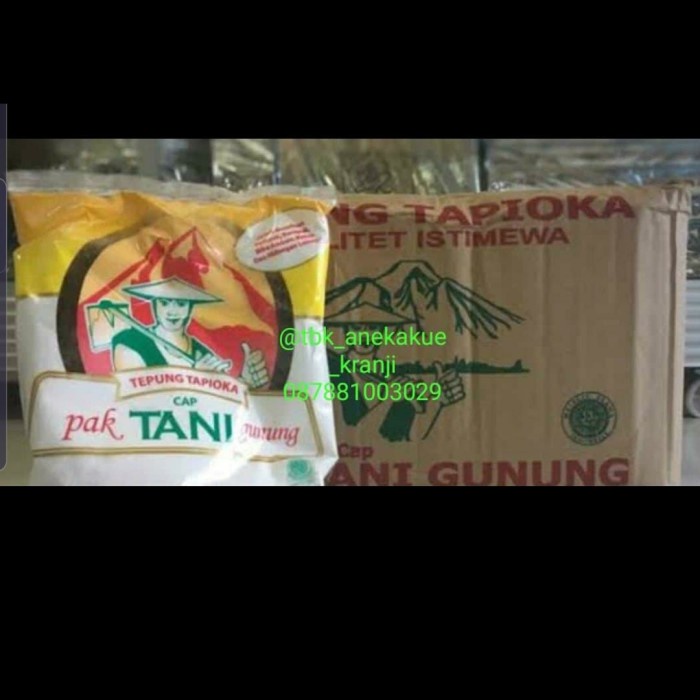 TEPUNG TAPIOKA
CAP
pak TANI gunung
NG TAPIOKA
LITET ISTIMEWA
@tbk_anekakue
_kranji
087881003029
Cap
ANI GUNUNG